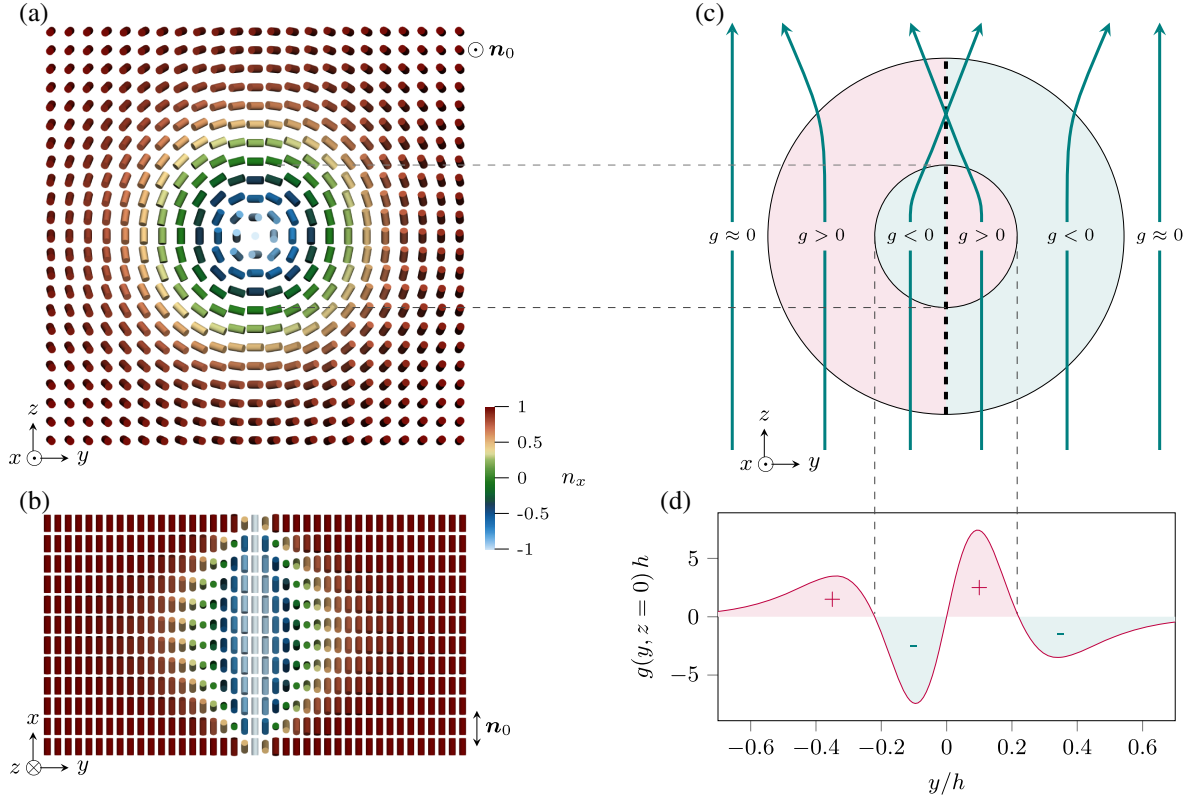 (a)
n₀
z
x y
1
0.5
0
-0.5
-1
nₓ
(b)
n₀
x
z y
(c)
g ≈ 0 g > 0 g < 0 g > 0 g < 0 g ≈ 0
z
x y
(d)
g(y, z = 0) h
5
0
−5
+ - + -
−0.6 −0.4 −0.2 0 0.2 0.4 0.6
y/h